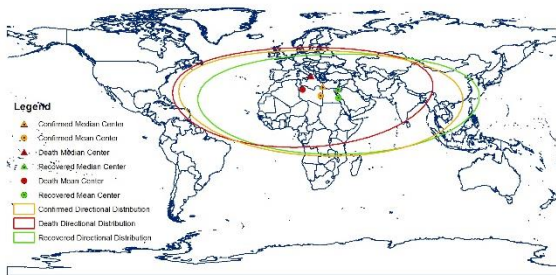 Legend
Confirmed Median Center
Confirmed Mean Center
Death Median Center
Recovered Median Center
Death Mean Center
Recovered Mean Center
Confirmed Directional Distribution
Death Directional Distribution
Recovered Directional Distribution